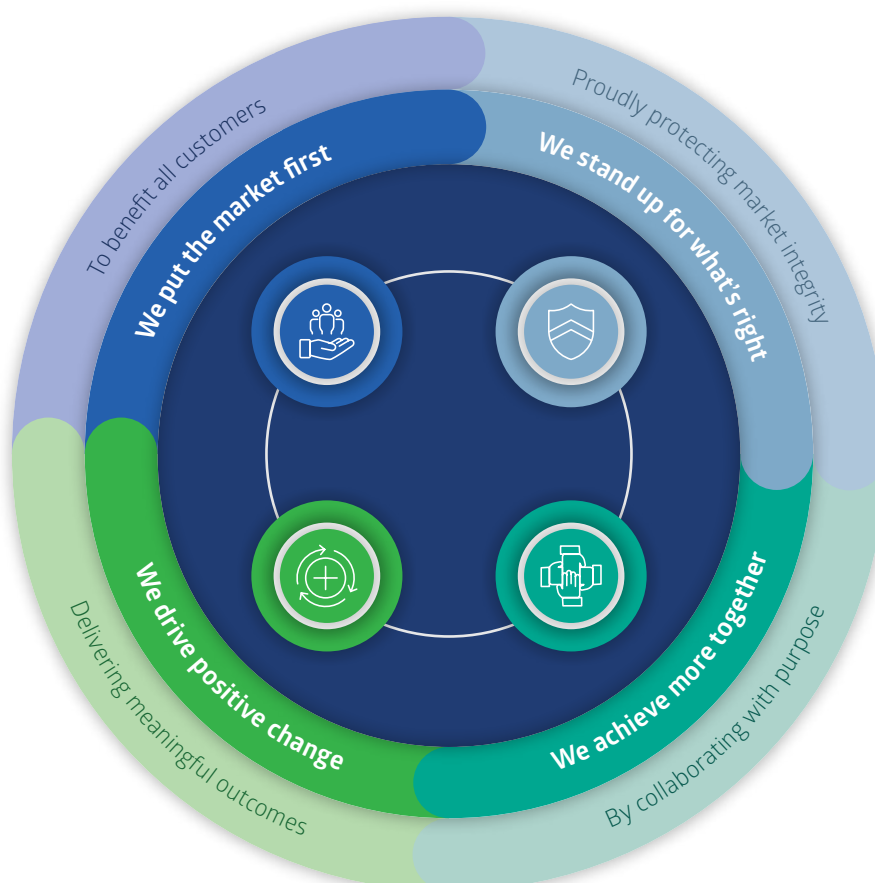 To benefit all customers
We put the market first
Proudly protecting market integrity
We stand up for what's right
Delivering meaningful outcomes
We drive positive change
By collaborating with purpose
We achieve more together